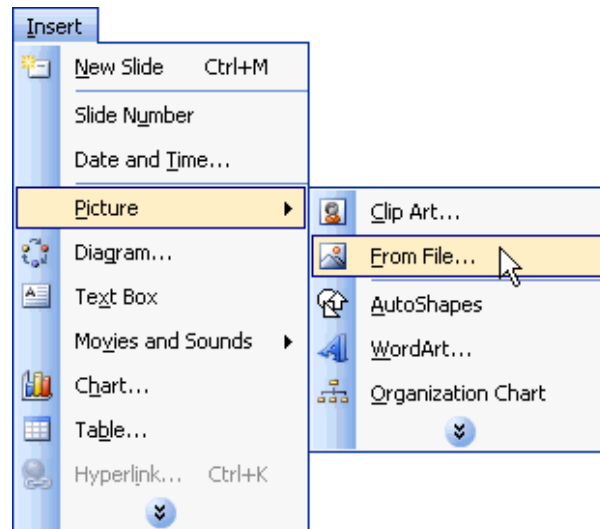 Insert
New Slide Ctrl+M
Slide Number
Date and Time...
Picture
Diagram...
Text Box
Movies and Sounds
Chart...
Table...
Hyperlink... Ctrl+K
Clip Art...
From File...
AutoShapes
WordArt...
Organization Chart